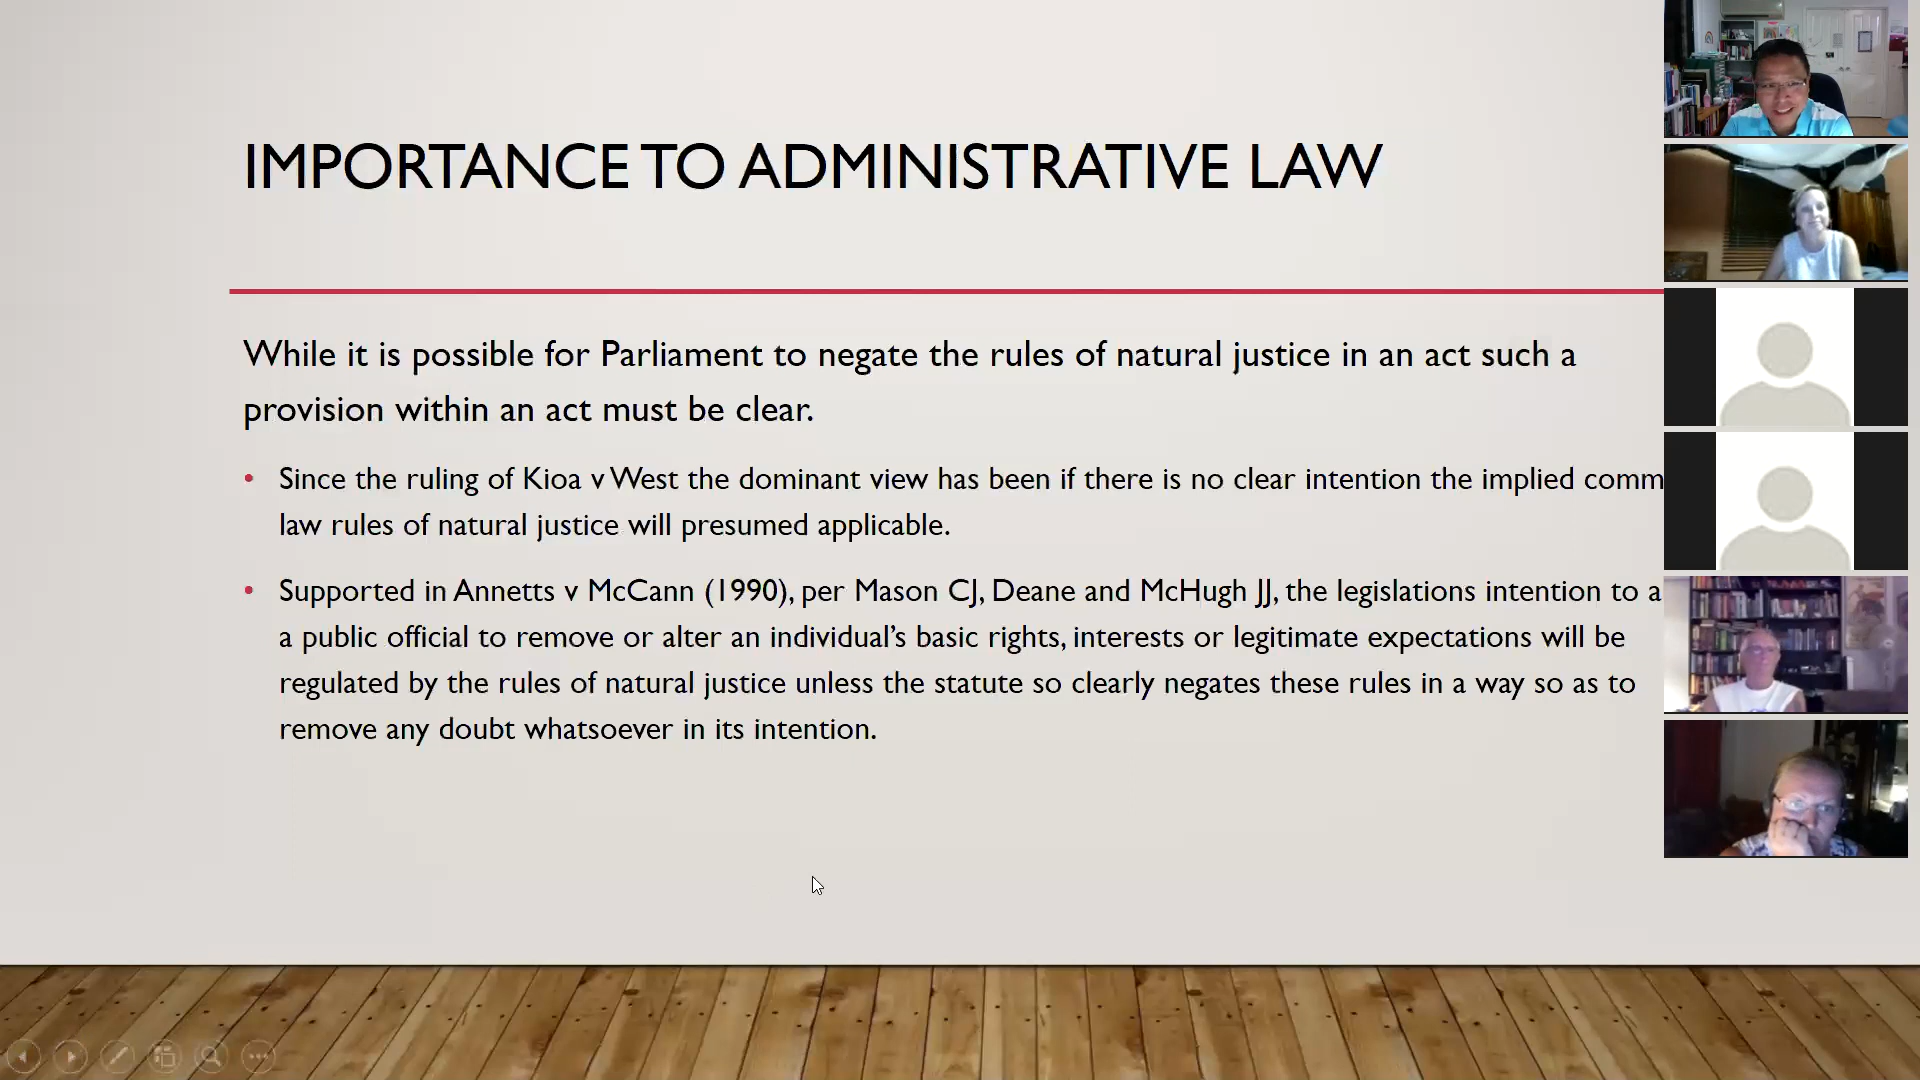 IMPORTANCE TO ADMINISTRATIVE LAW
While it is possible for Parliament to negate the rules of natural justice in an act such a
provision within an act must be clear.
• Since the ruling of Kioa v West the dominant view has been if there is no clear intention the implied comm
law rules of natural justice will presumed applicable.
• Supported in Annetts v McCann (1990), per Mason CJ, Deane and McHugh JJ, the legislations intention to a
a public official to remove or alter an individual's basic rights, interests or legitimate expectations will be
regulated by the rules of natural justice unless the statute so clearly negates these rules in a way so as to
remove any doubt whatsoever in its intention.